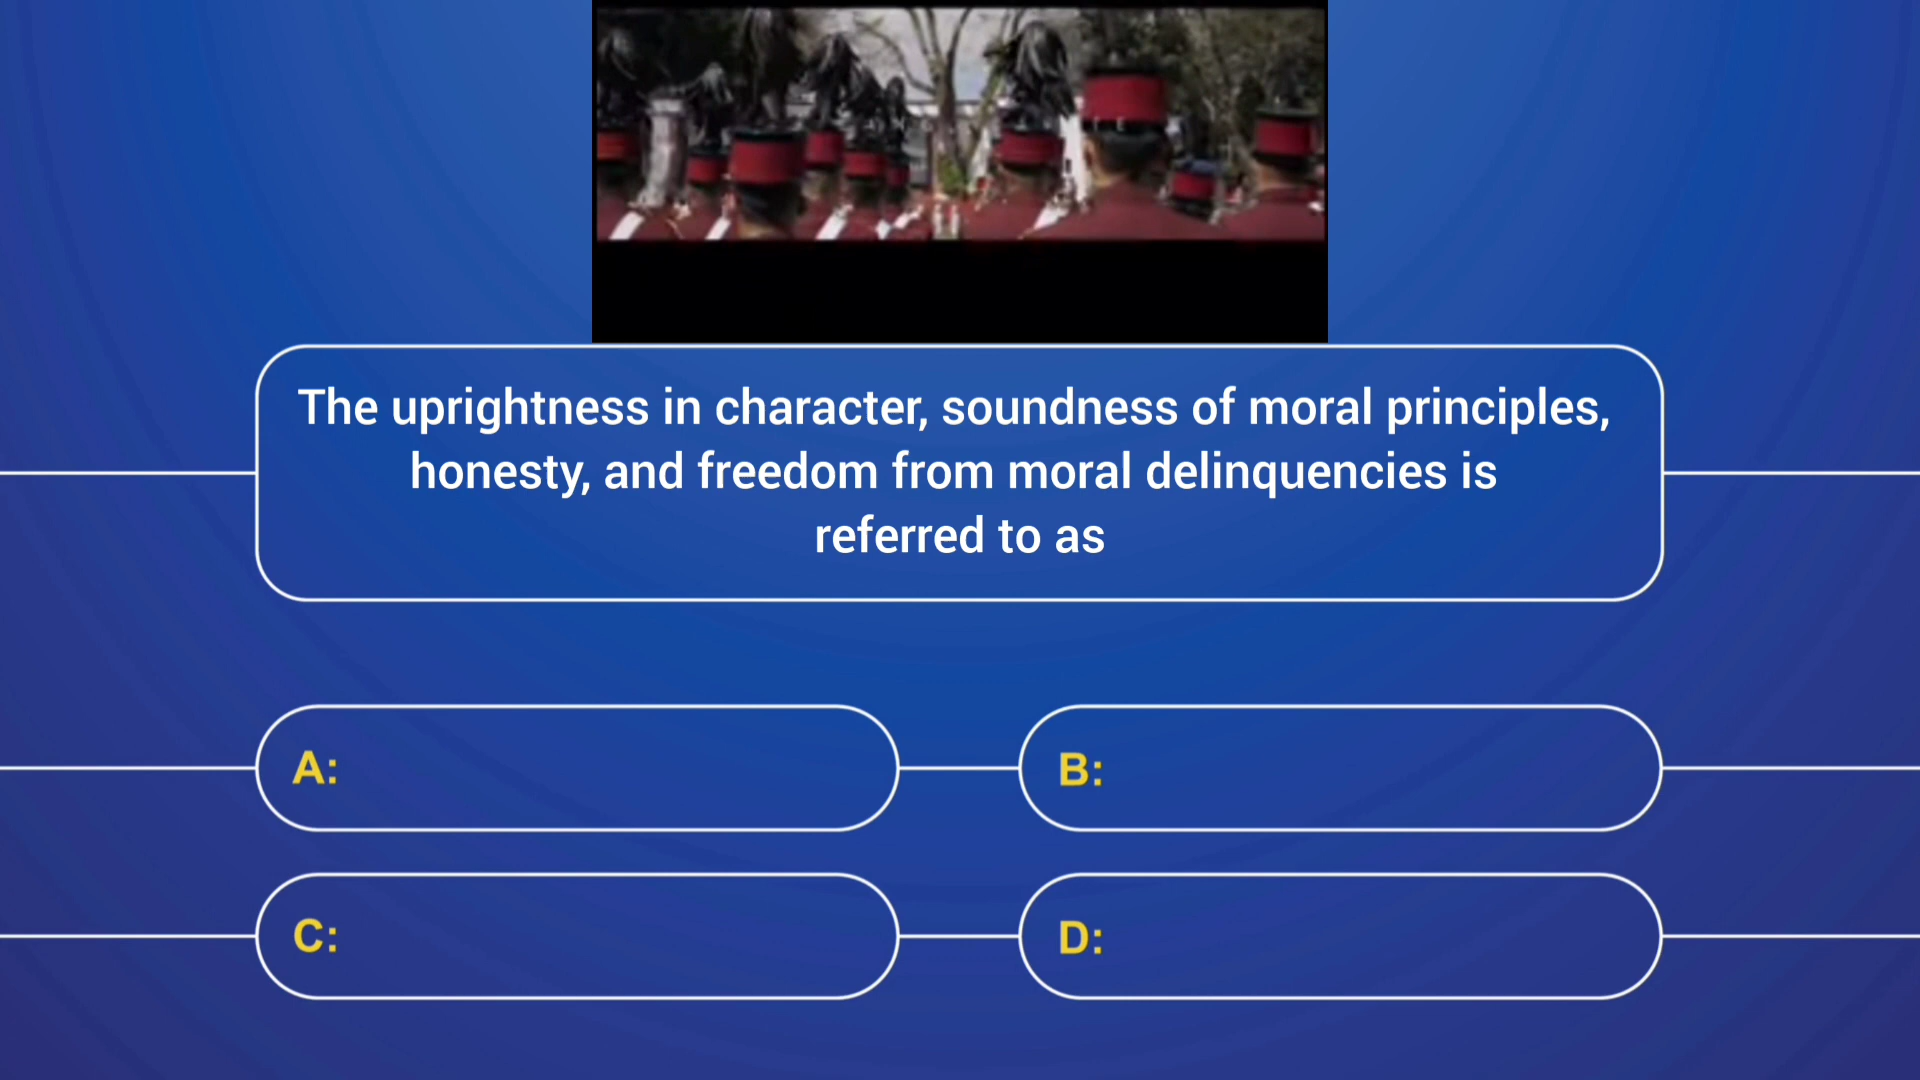 The uprightness in character, soundness of moral principles,
honesty, and freedom from moral delinquencies is
referred to as
A:
B:
C:
D: